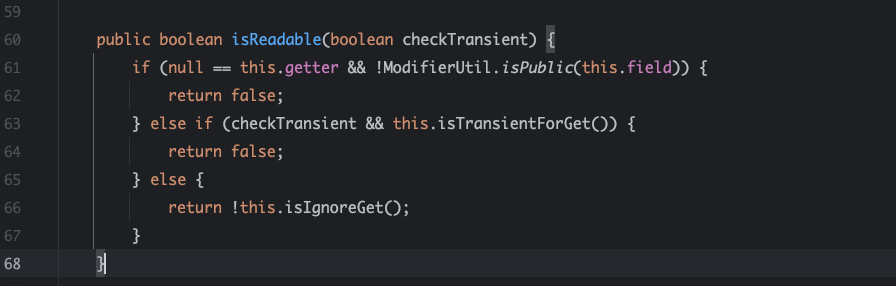 59
60 public boolean isReadable(boolean checkTransient) {
61 if (null == this.getter && !ModifierUtil.isPublic(this.field)) {
62 return false;
63 } else if (checkTransient && this.isTransientForGet()) {
64 return false;
65 } else {
66 return !this.isIgnoreGet();
67 }
68 }